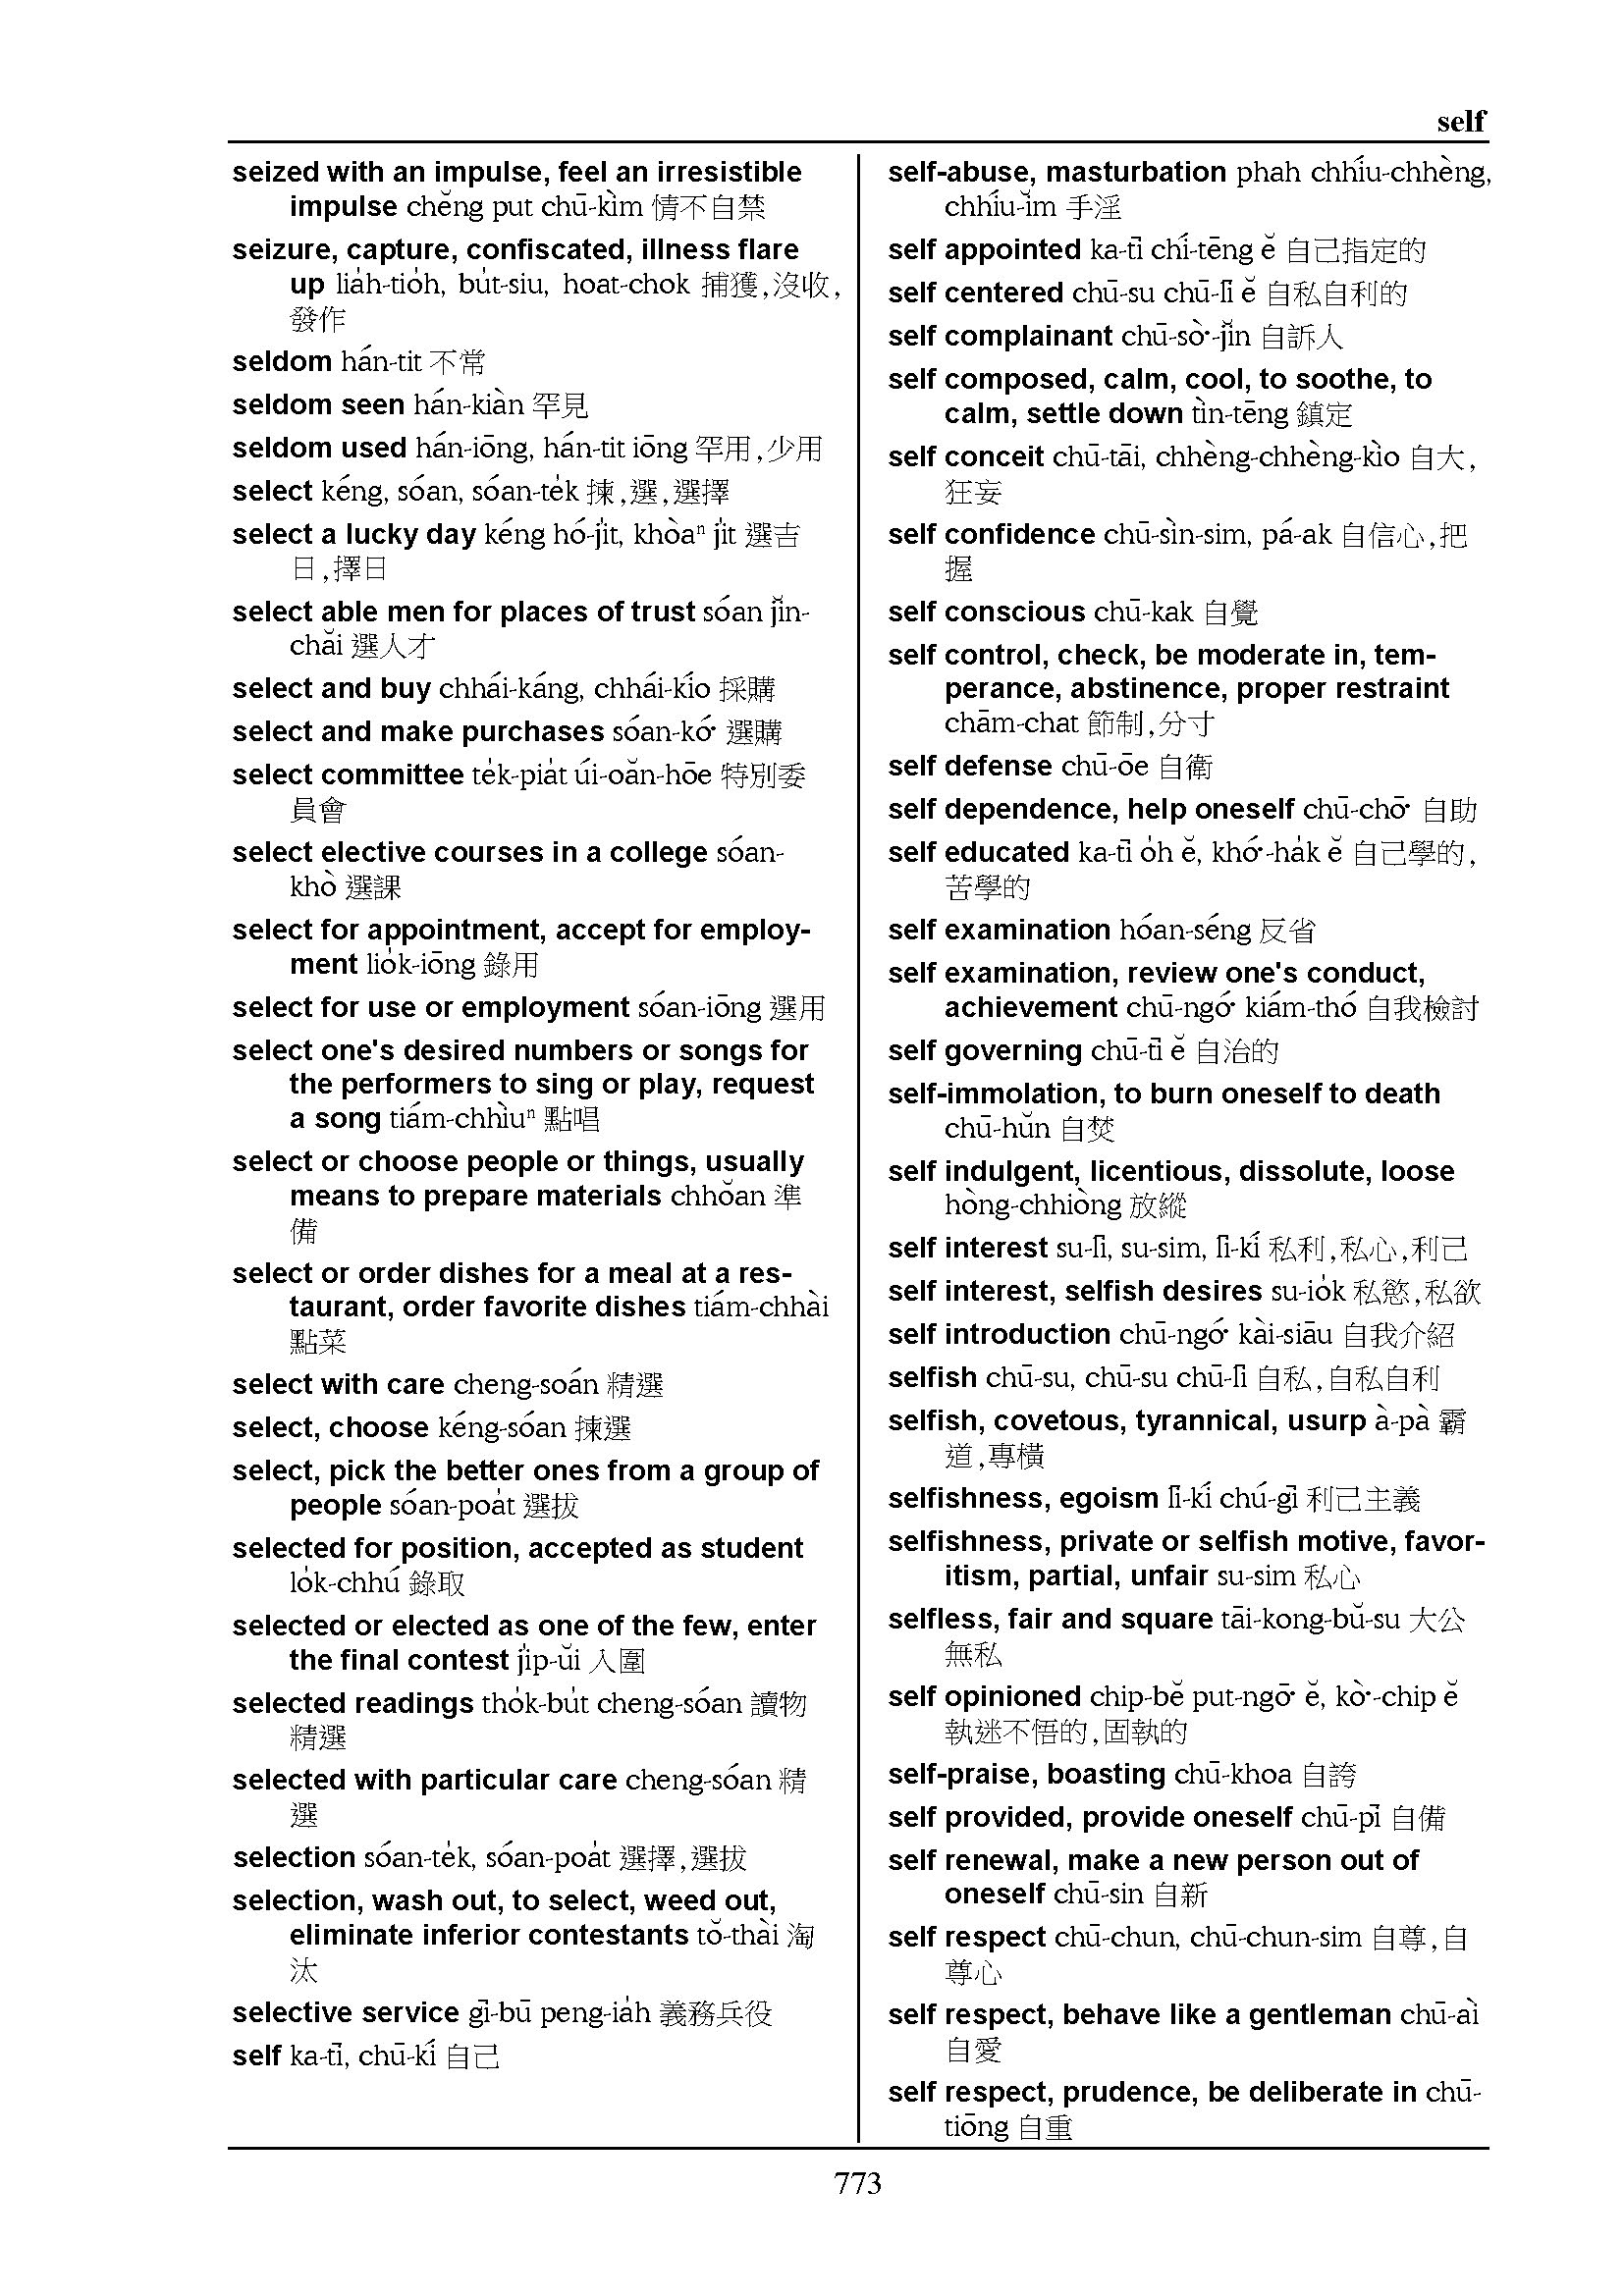 self
seized with an impulse, feel an irresistible
impulse chĕng put chū-kìm 情不自禁
seizure, capture, confiscated, illness flare
up lia̍h-tio̍h, bu̍t-siu, hoat-chok 捕獲,沒收,
發作
seldom hán-tit 不常
seldom seen hán-kiàn 罕見
seldom used hán-iōng, hán-tit iōng 罕用,少用
select kéng, sóan, sóan-te̍k 揀,選,選擇
select a lucky day kéng hó-ji̍t, khòaⁿ ji̍t 選吉
日,擇日
select able men for places of trust sóan jĭn-
chăi 選人才
select and buy chhái-káng, chhái-kío 採購
select and make purchases sóan-kó͘ 選購
select committee te̍k-pia̍t úi-oăn-hōe 特別委
員會
select elective courses in a college sóan-
khò 選課
select for appointment, accept for employ-
ment lio̍k-iōng 錄用
select for use or employment sóan-iōng 選用
select one's desired numbers or songs for
the performers to sing or play, request
a song tiám-chhìuⁿ 點唱
select or choose people or things, usually
means to prepare materials chhŏan 準
備
select or order dishes for a meal at a res-
taurant, order favorite dishes tiám-chhài
點菜
select with care cheng-soán 精選
select, choose kéng-sóan 揀選
select, pick the better ones from a group of
people sóan-poa̍t 選拔
selected for position, accepted as student
lo̍k-chhú 錄取
selected or elected as one of the few, enter
the final contest ji̍p-ŭi 入圍
selected readings tho̍k-bu̍t cheng-sóan 讀物
精選
selected with particular care cheng-sóan 精
選
selection sóan-te̍k, sóan-poa̍t 選擇,選拔
selection, wash out, to select, weed out,
eliminate inferior contestants tŏ-thài 淘
汰
selective service gī-bū peng-ia̍h 義務兵役
self ka-tī, chū-kí 自己
self-abuse, masturbation phah chhíu-chhèng,
chhíu-ĭm 手淫
self appointed ka-tī chí-tēng ĕ 自己指定的
self centered chū-su chū-lī ĕ 自私自利的
self complainant chū-sò͘-jĭn 自訴人
self composed, calm, cool, to soothe, to
calm, settle down tìn-tēng 鎮定
self conceit chū-tāi, chhèng-chhèng-kìo 自大,
狂妄
self confidence chū-sìn-sim, pá-ak 自信心,把
握
self conscious chū-kak 自覺
self control, check, be moderate in, tem-
perance, abstinence, proper restraint
chām-chat 節制,分寸
self defense chū-ōe 自衛
self dependence, help oneself chū-chō͘ 自助
self educated ka-tī o̍h ĕ, khó͘-ha̍k ĕ 自己學的,
苦學的
self examination hóan-séng 反省
self examination, review one's conduct,
achievement chū-ngó͘ kiám-thó 自我檢討
self governing chū-tī ĕ 自治的
self-immolation, to burn oneself to death
chū-hŭn 自焚
self indulgent, licentious, dissolute, loose
hòng-chhiòng 放縱
self interest su-lī, su-sim, lī-kí 私利,私心,利己
self interest, selfish desires su-io̍k 私慾,私欲
self introduction chū-ngó͘ kài-siāu 自我介紹
selfish chū-su, chū-su chū-lī 自私,自私自利
selfish, covetous, tyrannical, usurp à-pà 霸
道,專橫
selfishness, egoism lī-kí chú-gī 利己主義
selfishness, private or selfish motive, favor-
itism, partial, unfair su-sim 私心
selfless, fair and square tāi-kong-bŭ-su 大公
無私
self opinioned chip-bĕ put-ngō͘ ĕ, kò͘-chip ĕ
執迷不悟的,固執的
self-praise, boasting chū-khoa 自誇
self provided, provide oneself chū-pī 自備
self renewal, make a new person out of
oneself chū-sin 自新
self respect chū-chun, chū-chun-sim 自尊,自
尊心
self respect, behave like a gentleman chū-aì
自愛
self respect, prudence, be deliberate in chū-
tiōng 自重
773